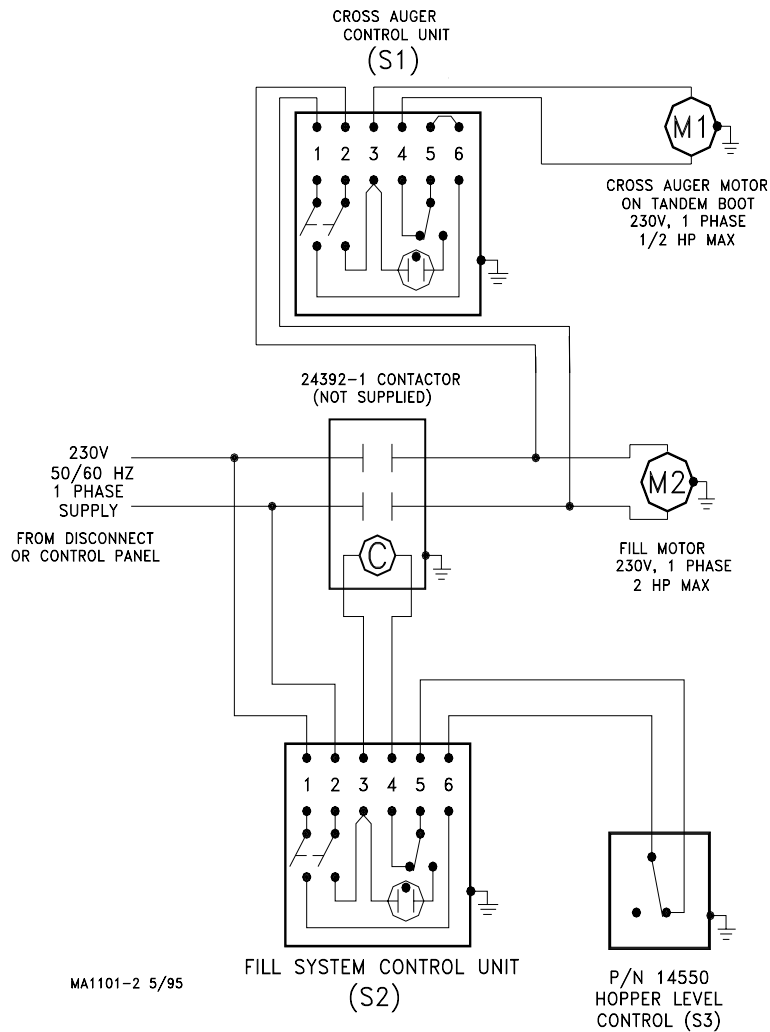 CROSS AUGER
CONTROL UNIT
(S1)
1 2 3 4 5 6
M1
CROSS AUGER MOTOR
ON TANDEM BOOT
230V, 1 PHASE
1/2 HP MAX
24392-1 CONTACTOR
(NOT SUPPLIED)
230V
50/60 HZ
1 PHASE
SUPPLY
FROM DISCONNECT
OR CONTROL PANEL
C
M2
FILL MOTOR
230V, 1 PHASE
2 HP MAX
1 2 3 4 5 6
FILL SYSTEM CONTROL UNIT
(S2)
P/N 14550
HOPPER LEVEL
CONTROL (S3)
MA1101-2 5/95